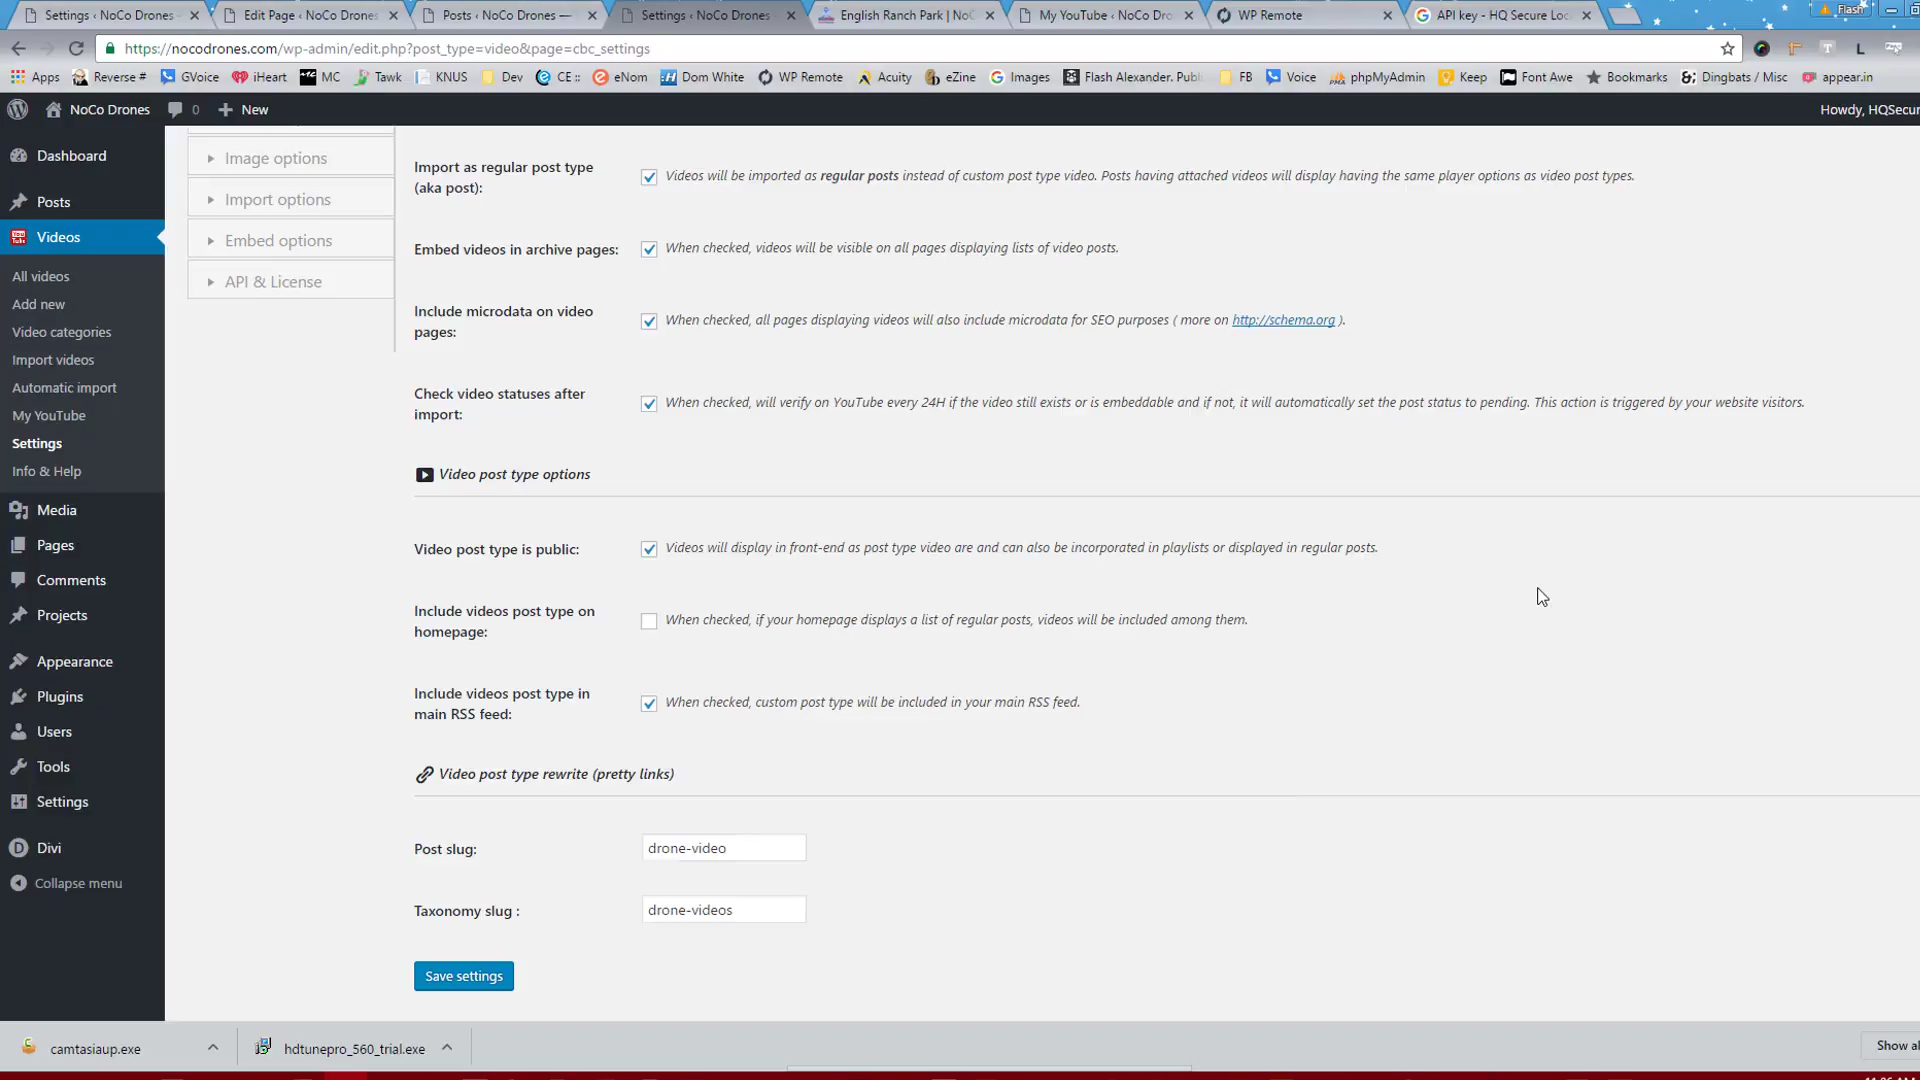 Settings ‹ NoCo Drones
Edit Page ‹ NoCo Drones
Posts ‹ NoCo Drones —
Settings ‹ NoCo Drones
English Ranch Park | NoC
My YouTube ‹ NoCo Dro
WP Remote
API key - HQ Secure Loc
Flash
https://nocodrones.com/wp-admin/edit.php?post_type=video&page=cbc_settings
Apps
Reverse #
GVoice
iHeart
MC
Tawk
KNUS
Dev
CE ::
eNom
Dom White
WP Remote
Acuity
eZine
Images
Flash Alexander. Publ
FB
Voice
phpMyAdmin
Keep
Font Awe
Bookmarks
Dingbats / Misc
appear.in
NoCo Drones
0
New
Howdy, HQSecur
Dashboard
Posts
Videos
All videos
Add new
Video categories
Import videos
Automatic import
My YouTube
Settings
Info & Help
Media
Pages
Comments
Projects
Appearance
Plugins
Users
Tools
Settings
Divi
Collapse menu
Image options
Import options
Embed options
API & License
Import as regular post type
(aka post):
Videos will be imported as regular posts instead of custom post type video. Posts having attached videos will display having the same player options as video post types.
Embed videos in archive pages:
When checked, videos will be visible on all pages displaying lists of video posts.
Include microdata on video
pages:
When checked, all pages displaying videos will also include microdata for SEO purposes ( more on http://schema.org ).
Check video statuses after
import:
When checked, will verify on YouTube every 24H if the video still exists or is embeddable and if not, it will automatically set the post status to pending. This action is triggered by your website visitors.
Video post type options
Video post type is public:
Videos will display in front-end as post type video are and can also be incorporated in playlists or displayed in regular posts.
Include videos post type on
homepage:
When checked, if your homepage displays a list of regular posts, videos will be included among them.
Include videos post type in
main RSS feed:
When checked, custom post type will be included in your main RSS feed.
Video post type rewrite (pretty links)
Post slug:
drone-video
Taxonomy slug :
drone-videos
Save settings
camtasiaup.exe
hdtunepro_560_trial.exe
Show al